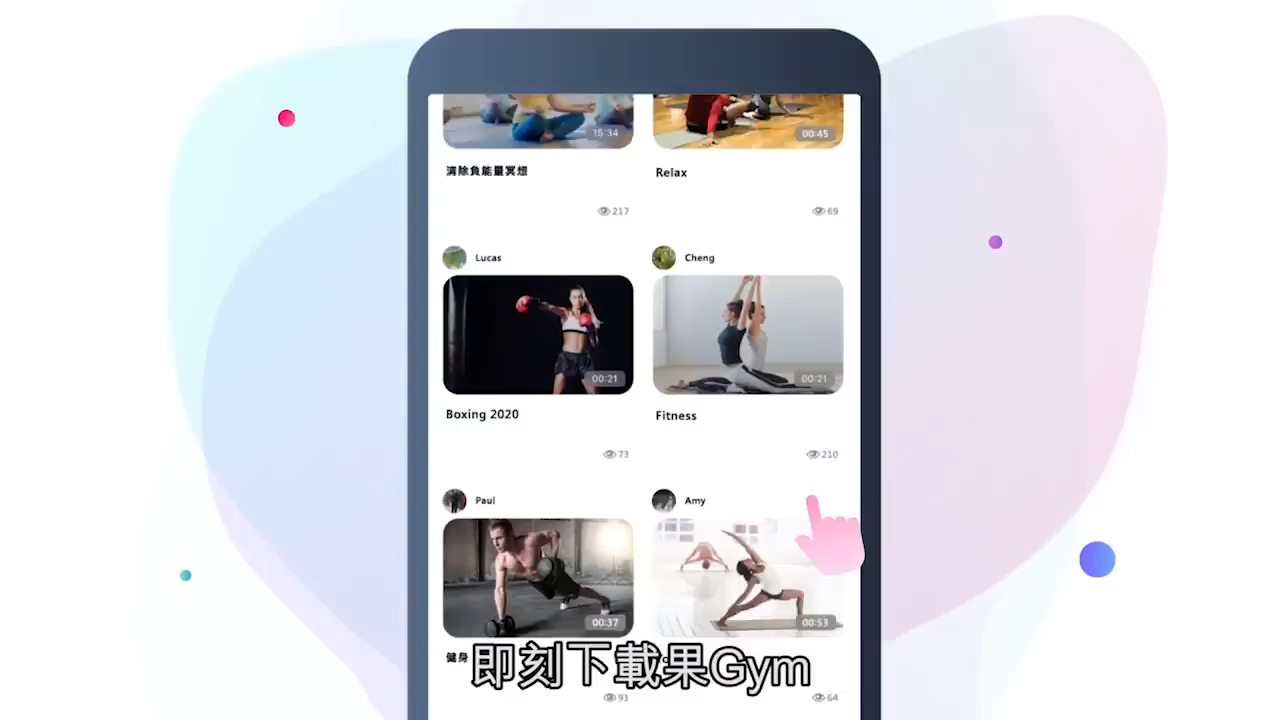 15:34
00:45
清除負能量冥想
Relax
217
69
Lucas
Cheng
00:21
00:21
Boxing 2020
Fitness
73
210
Paul
Amy
00:37
00:53
健身
即刻下載果Gym
91
64